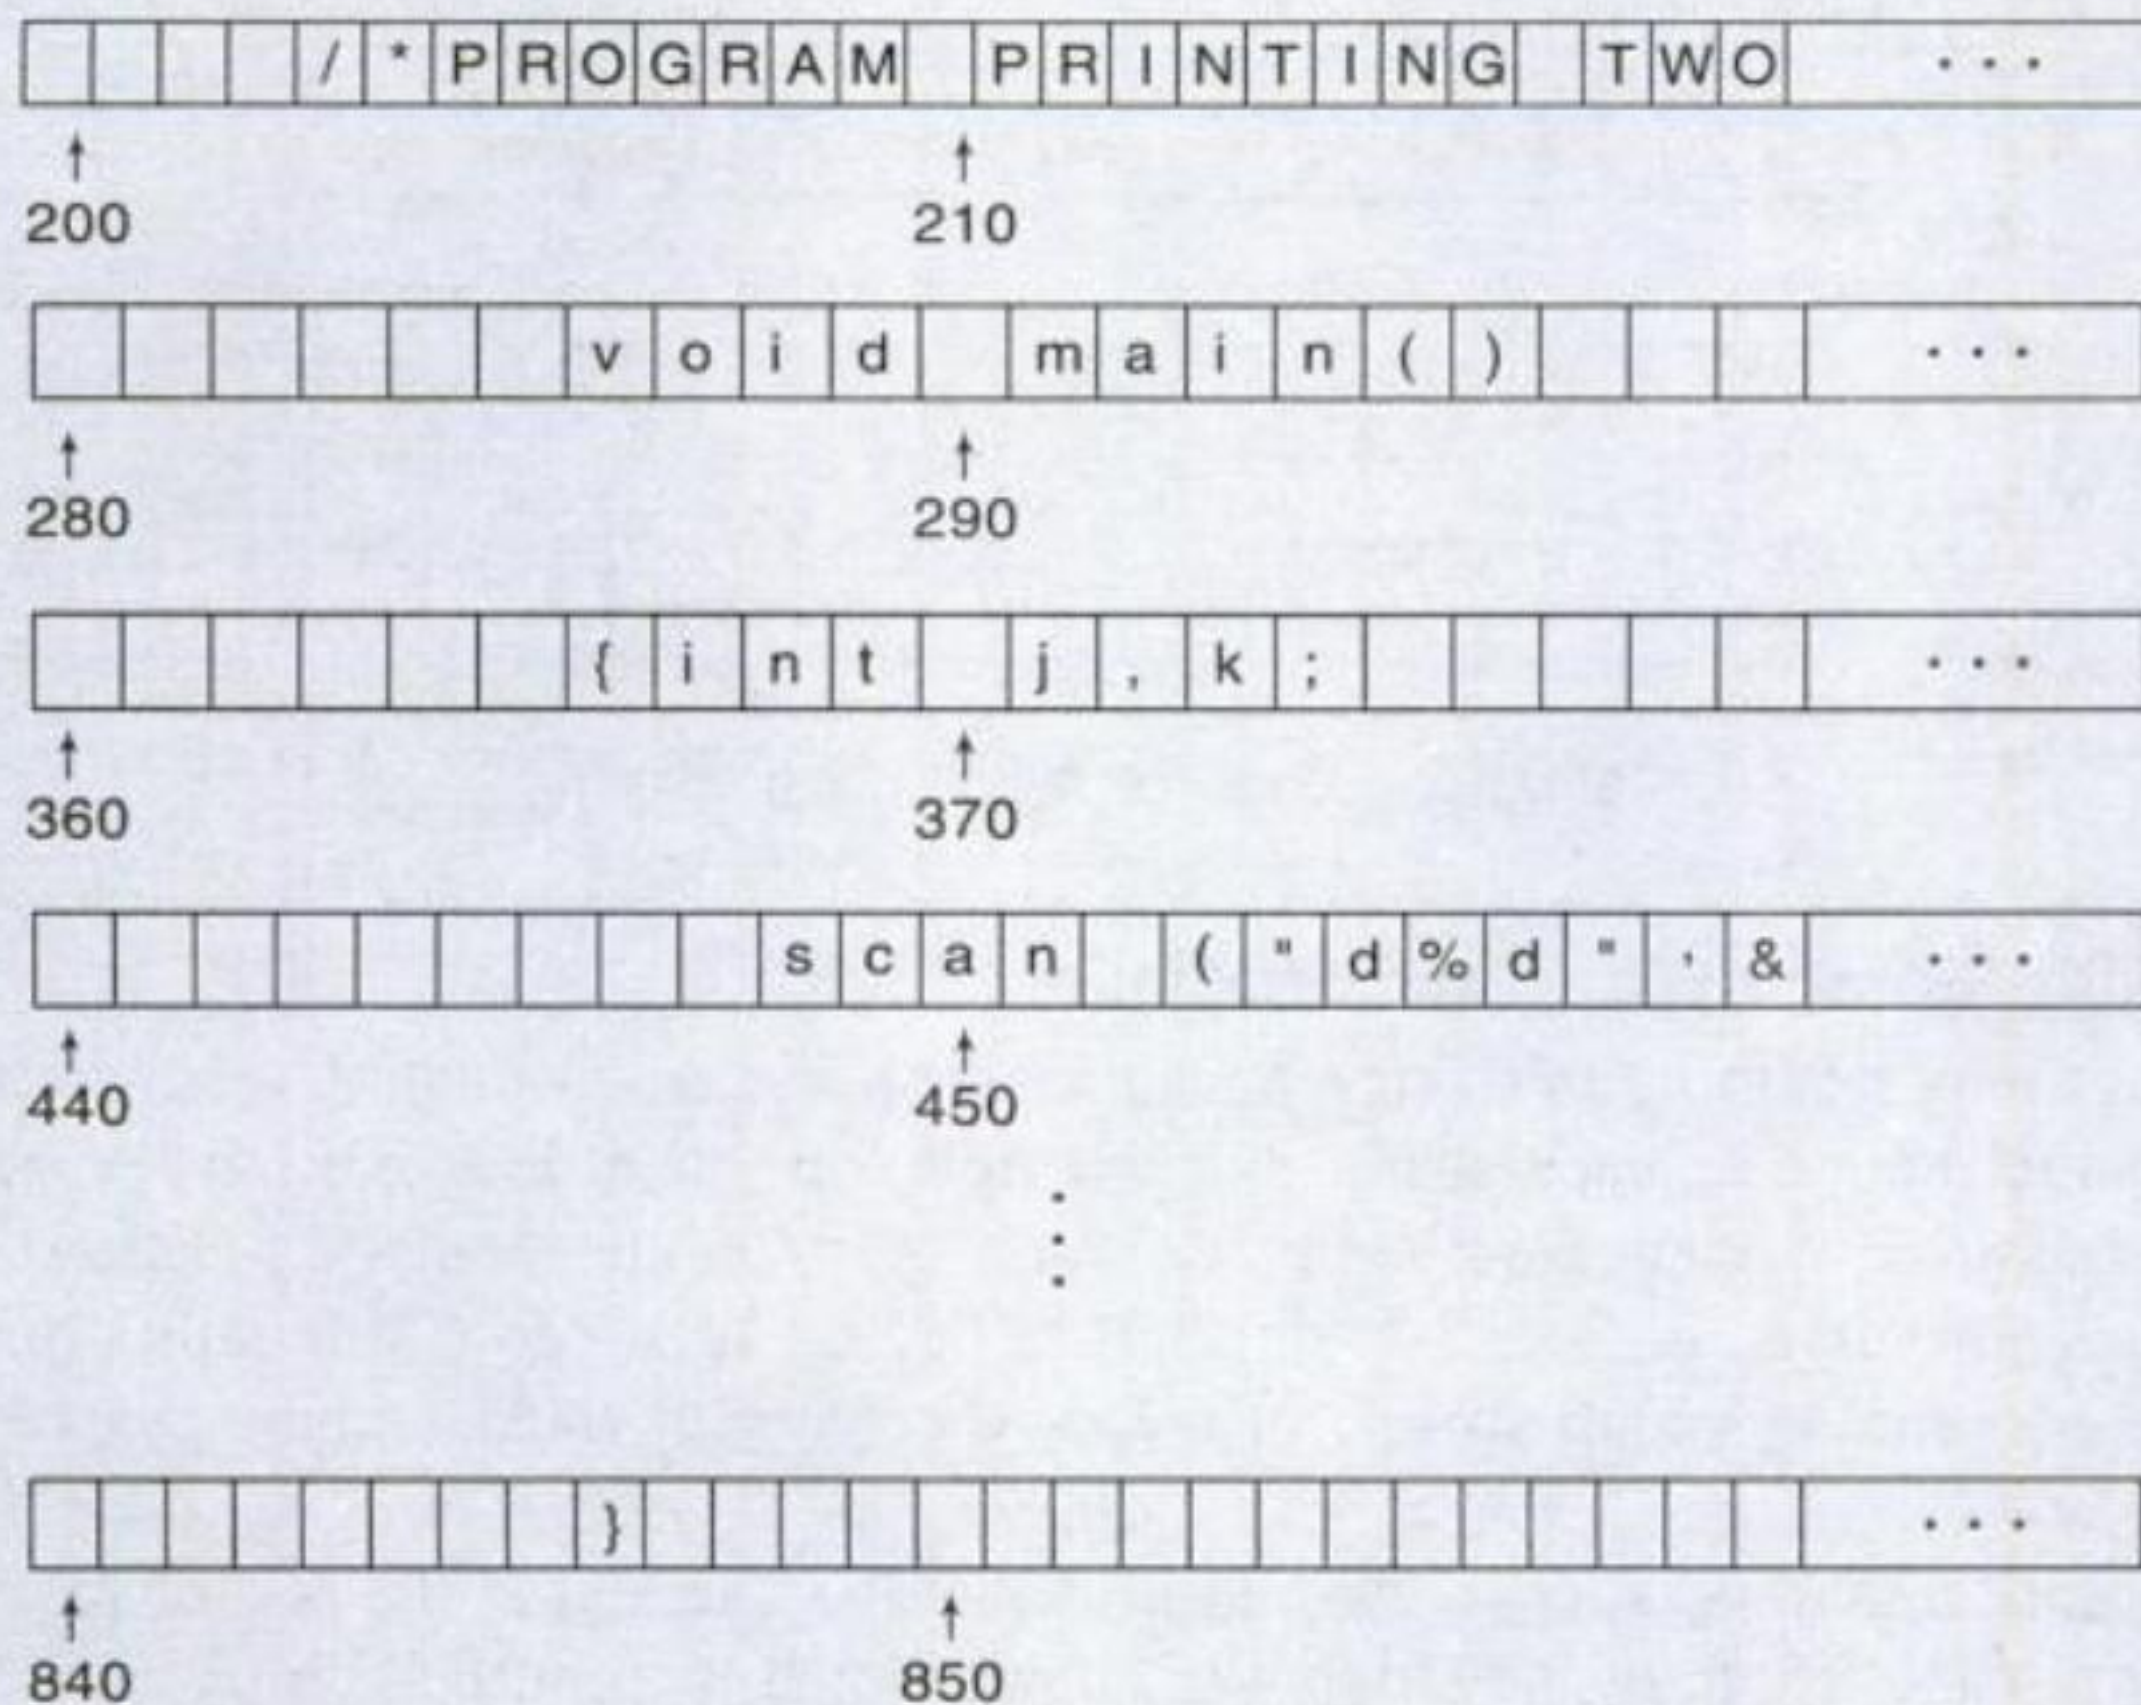 /*PROGRAM PRINTING TWO ...
200 210
void main() ...
280 290
{int j,k; ...
360 370
scan ("d%d",& ...
440 450
} ...
840 850